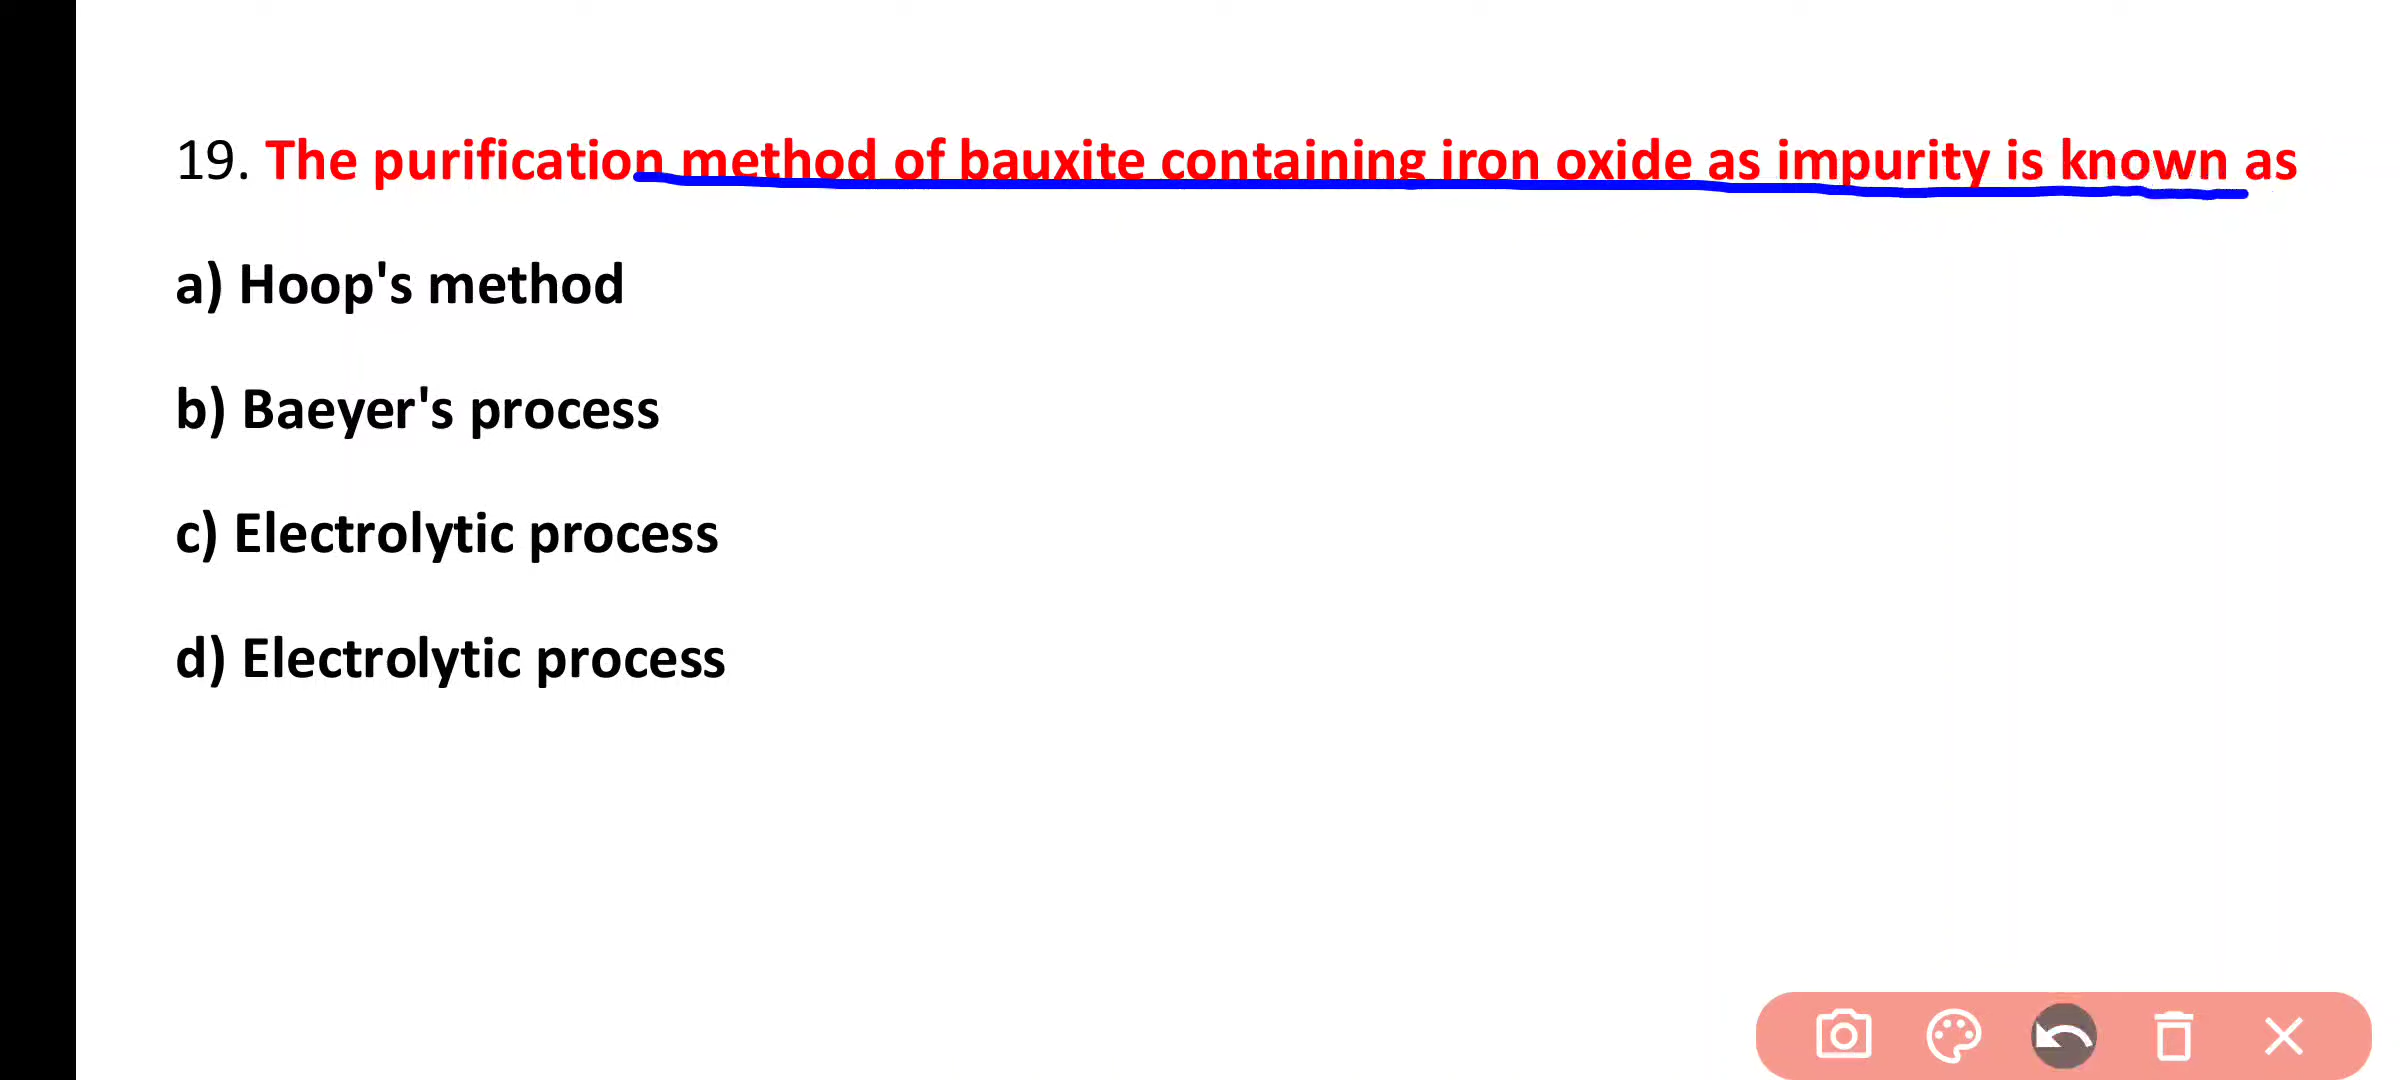 19. The purification method of bauxite containing iron oxide as impurity is known as
a) Hoop's method
b) Baeyer's process
c) Electrolytic process
d) Electrolytic process